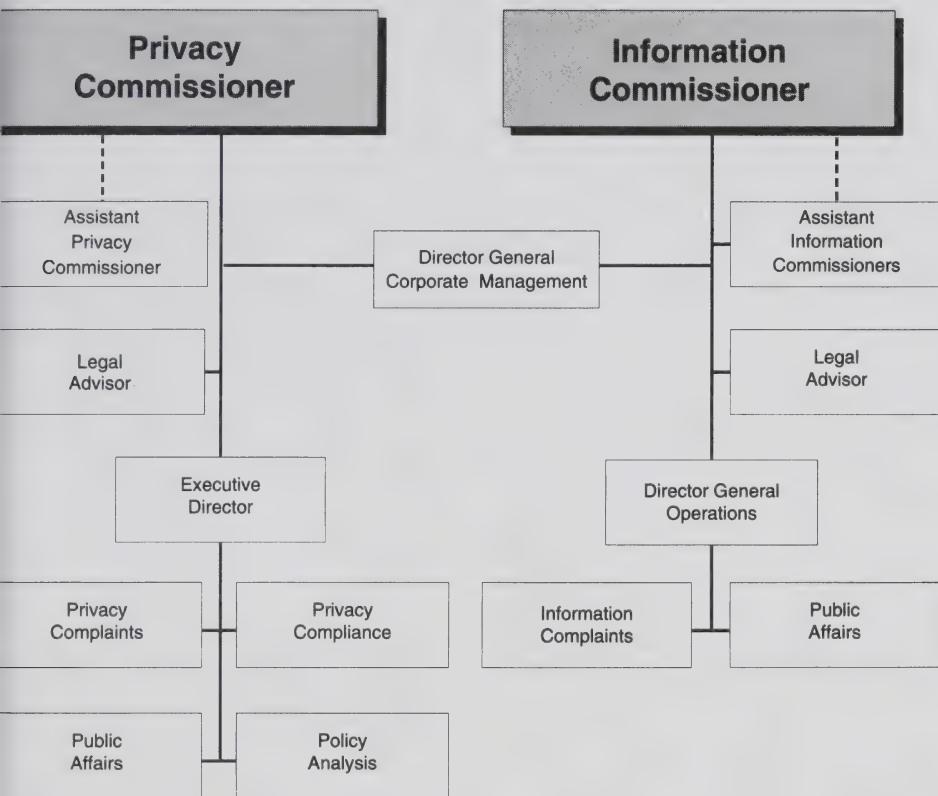 Privacy
Commissioner
Information
Commissioner
Assistant
Privacy
Commissioner
Director General
Corporate Management
Assistant
Information
Commissioners
Legal
Advisor
Legal
Advisor
Executive
Director
Director General
Operations
Privacy
Complaints
Privacy
Compliance
Information
Complaints
Public
Affairs
Public
Affairs
Policy
Analysis